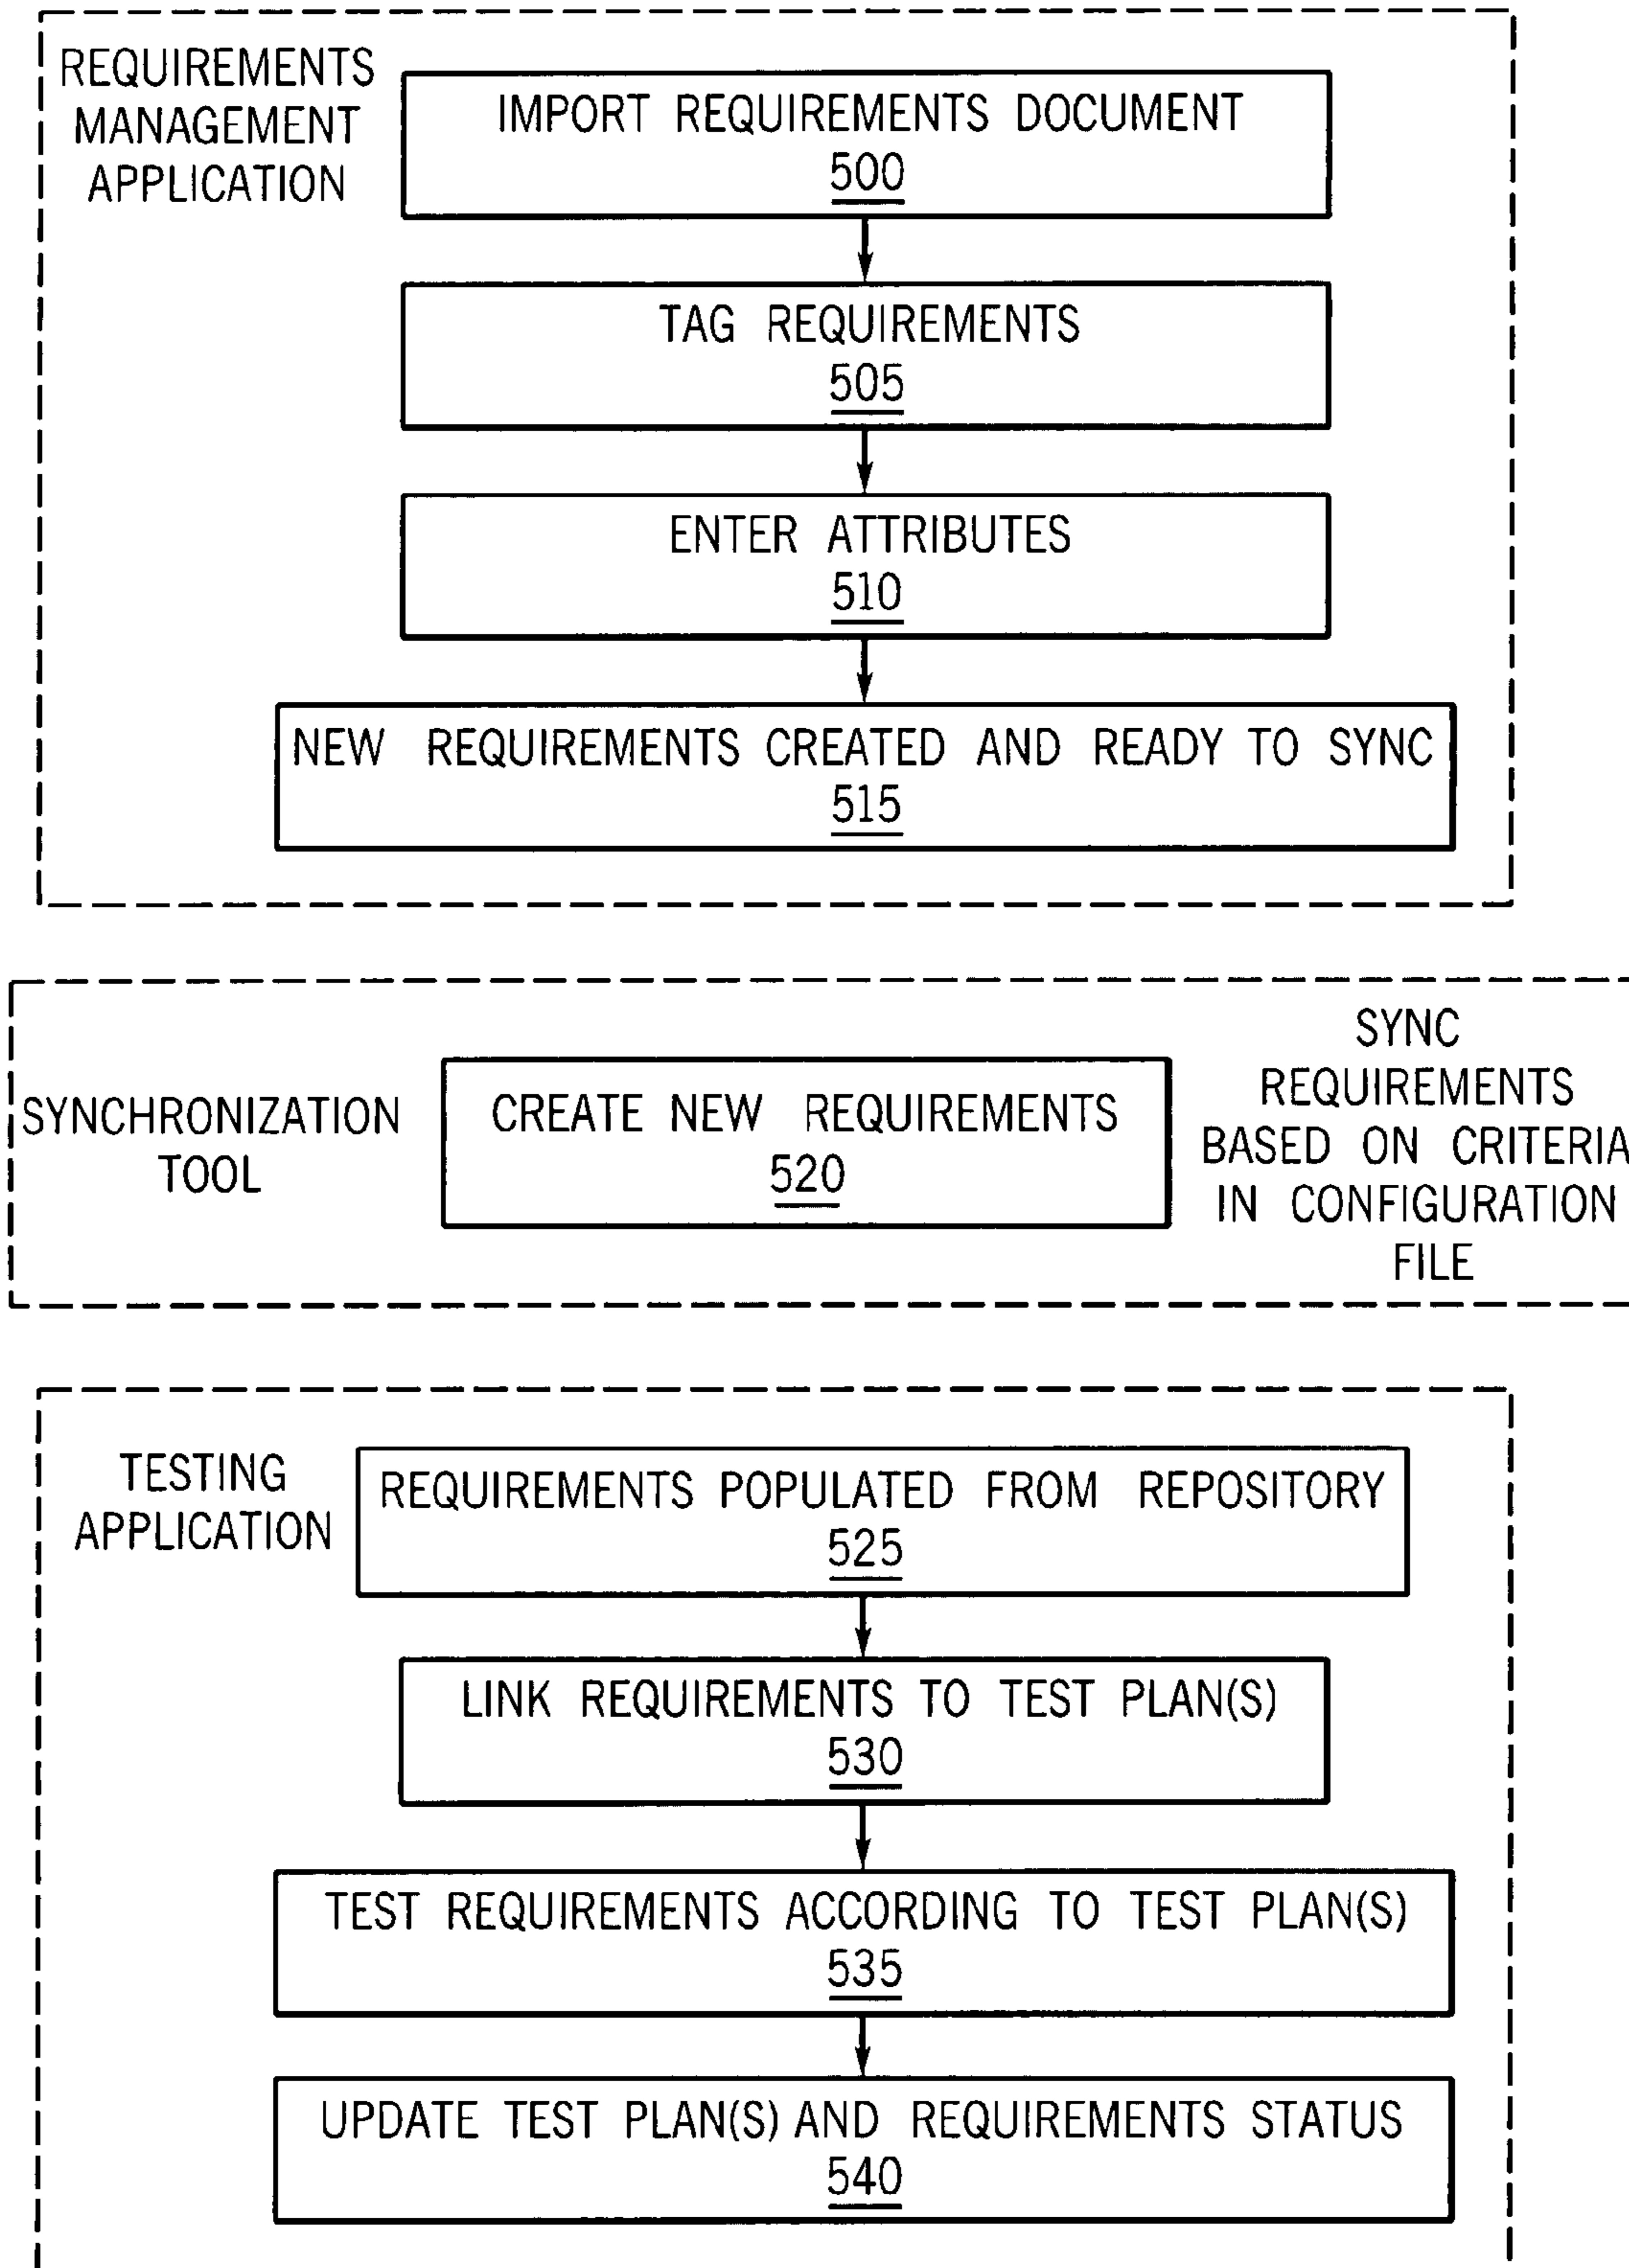 REQUIREMENTS
MANAGEMENT
APPLICATION
IMPORT REQUIREMENTS DOCUMENT
500
TAG REQUIREMENTS
505
ENTER ATTRIBUTES
510
NEW REQUIREMENTS CREATED AND READY TO SYNC
515
SYNCHRONIZATION
TOOL
CREATE NEW REQUIREMENTS
520
SYNC
REQUIREMENTS
BASED ON CRITERIA
IN CONFIGURATION
FILE
TESTING
APPLICATION
REQUIREMENTS POPULATED FROM REPOSITORY
525
LINK REQUIREMENTS TO TEST PLAN(S)
530
TEST REQUIREMENTS ACCORDING TO TEST PLAN(S)
535
UPDATE TEST PLAN(S) AND REQUIREMENTS STATUS
540